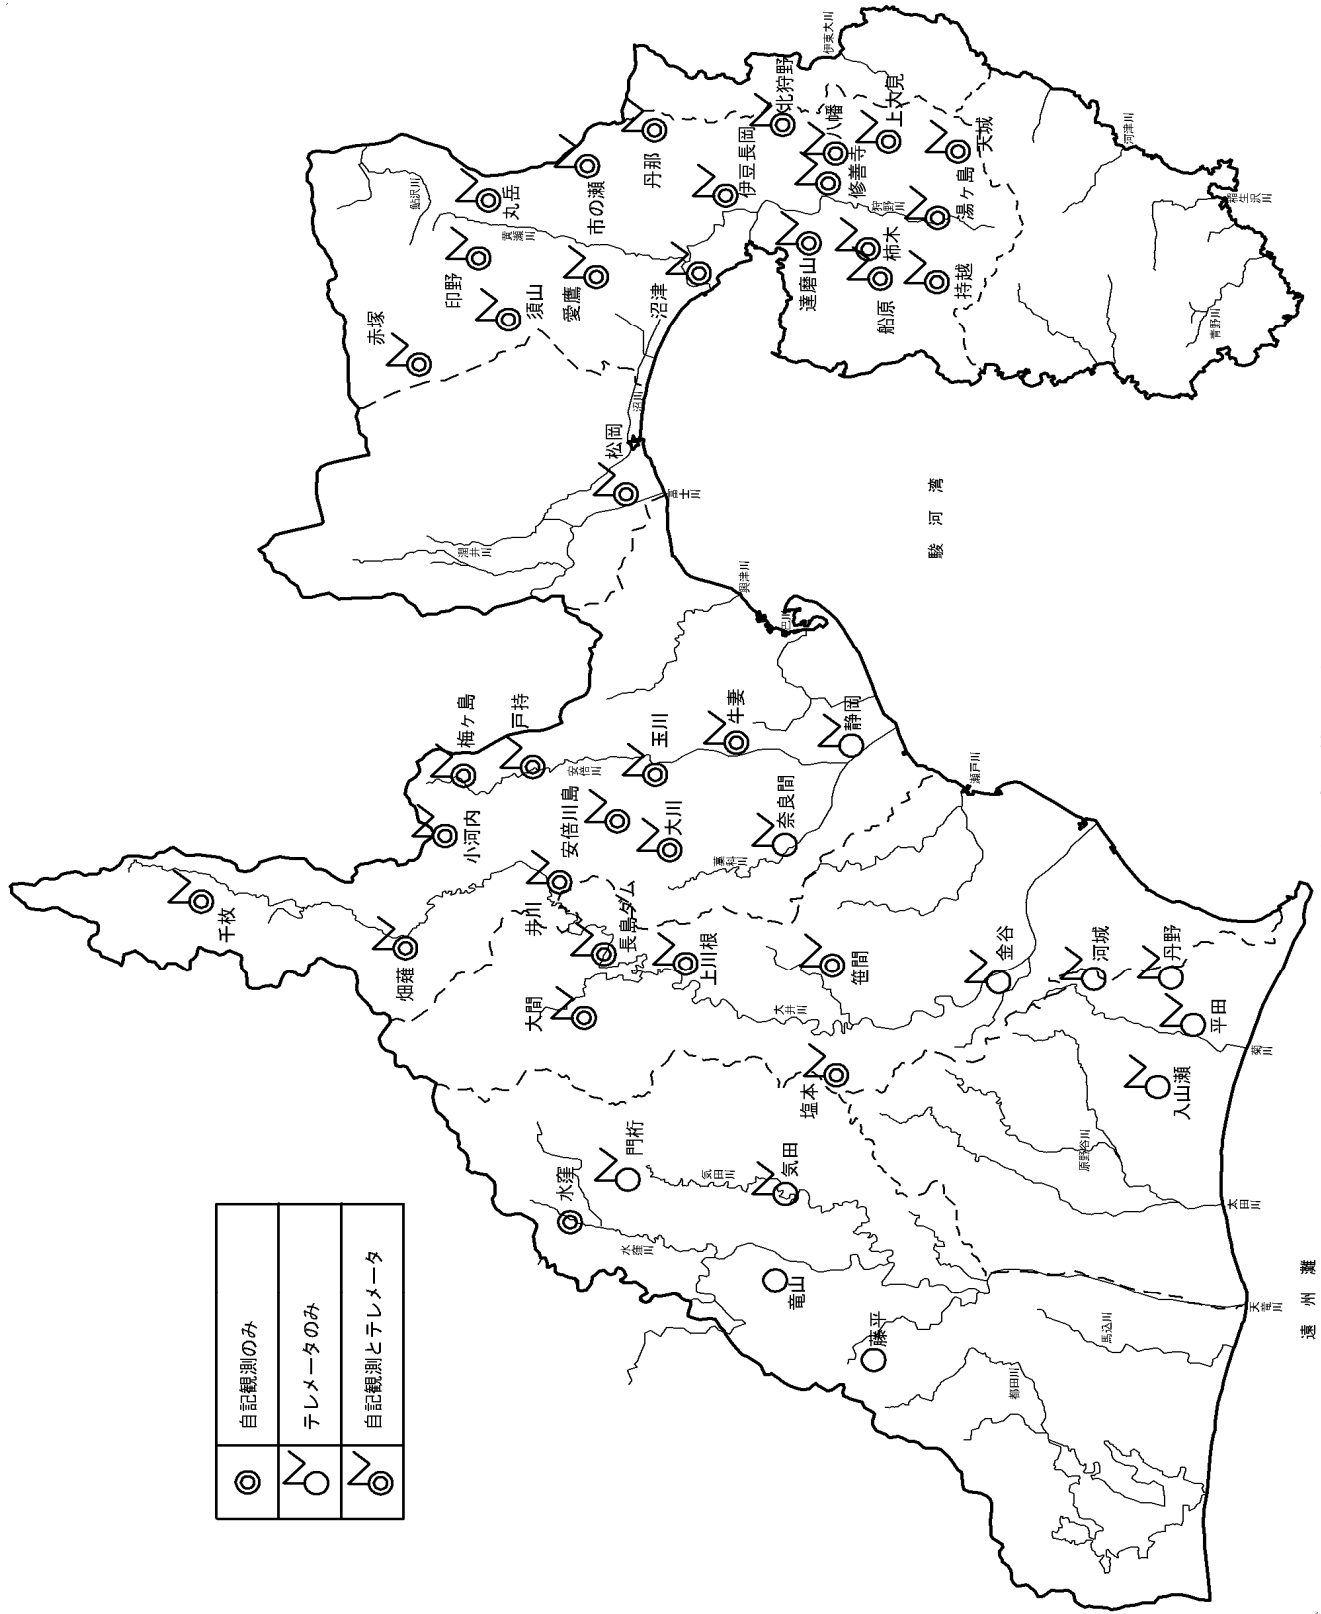 自記観測のみ
テレメータのみ
自記観測とテレメータ
赤塚
印野
須山
丸岳
市の瀬
愛鷹
沼津
丹那
伊豆長岡
北狩野
八幡
上大見
修善寺
天城
湯ヶ島
達磨山
柿木
船原
持越
松岡
梅ヶ島
戸持
小河内
玉川
牛妻
静岡
安倍川島
大川
奈良間
千枚
畑薙
井川
長島ダム
上川根
大間
笹間
塩本
金谷
河城
丹野
平田
入山瀬
門桁
水窪
気田
竜山
藤平
伊東大川
河津川
稲生沢川
青野川
狩野川
鮎沢川
黄瀬川
沼川
富士川
潤井川
興津川
巴川
安倍川
藁科川
瀬戸川
大井川
菊川
原野谷川
太田川
気田川
水窪川
天竜川
馬込川
都田川
駿河湾
遠州灘